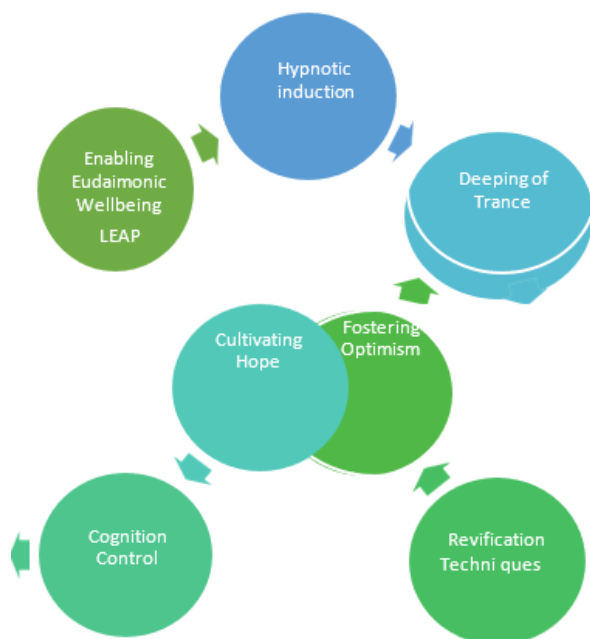 Hypnotic
induction
Enabling
Eudaimonic
Wellbeing
LEAP
Deeping of
Trance
Cultivating
Hope
Fostering
Optimism
Cognition
Control
Revification
Techni ques